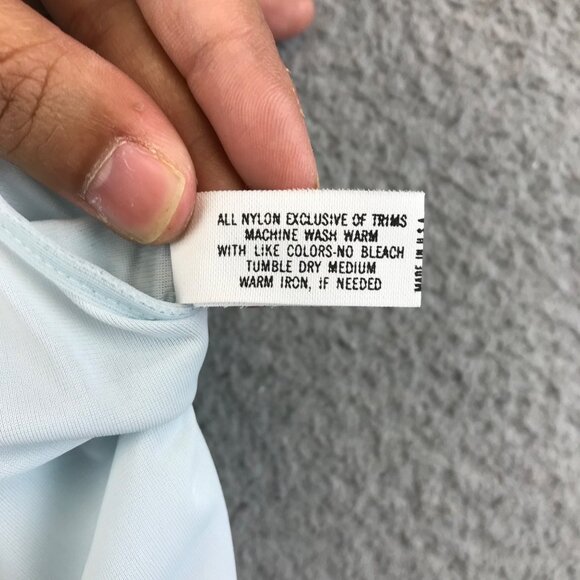 ALL NYLON EXCLUSIVE OF TRIMS
MACHINE WASH WARM
WITH LIKE COLORS-NO BLEACH
TUMBLE DRY MEDIUM
WARM IRON, IF NEEDED
MADE IN U.S.A.